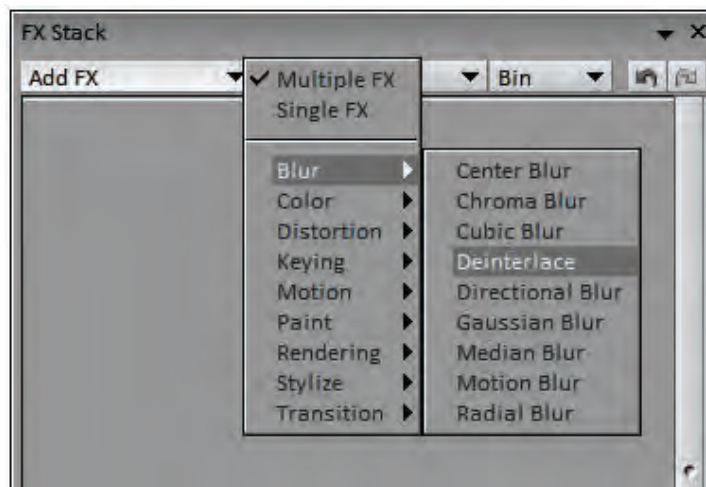 FX Stack
Add FX
Bin
Multiple FX
Single FX
Blur
Color
Distortion
Keying
Motion
Paint
Rendering
Stylize
Transition
Center Blur
Chroma Blur
Cubic Blur
Deinterlace
Directional Blur
Gaussian Blur
Median Blur
Motion Blur
Radial Blur